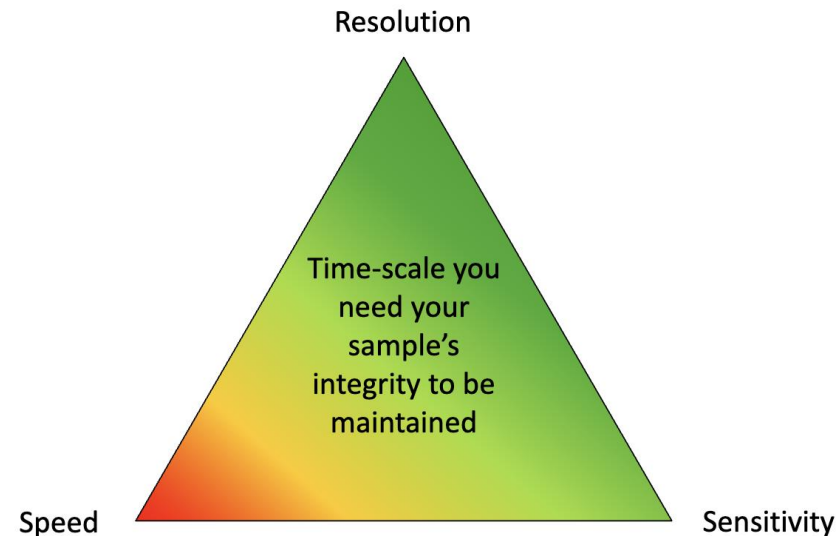 Resolution
Time-scale you
need your
sample’s
integrity to be
maintained
Speed
Sensitivity